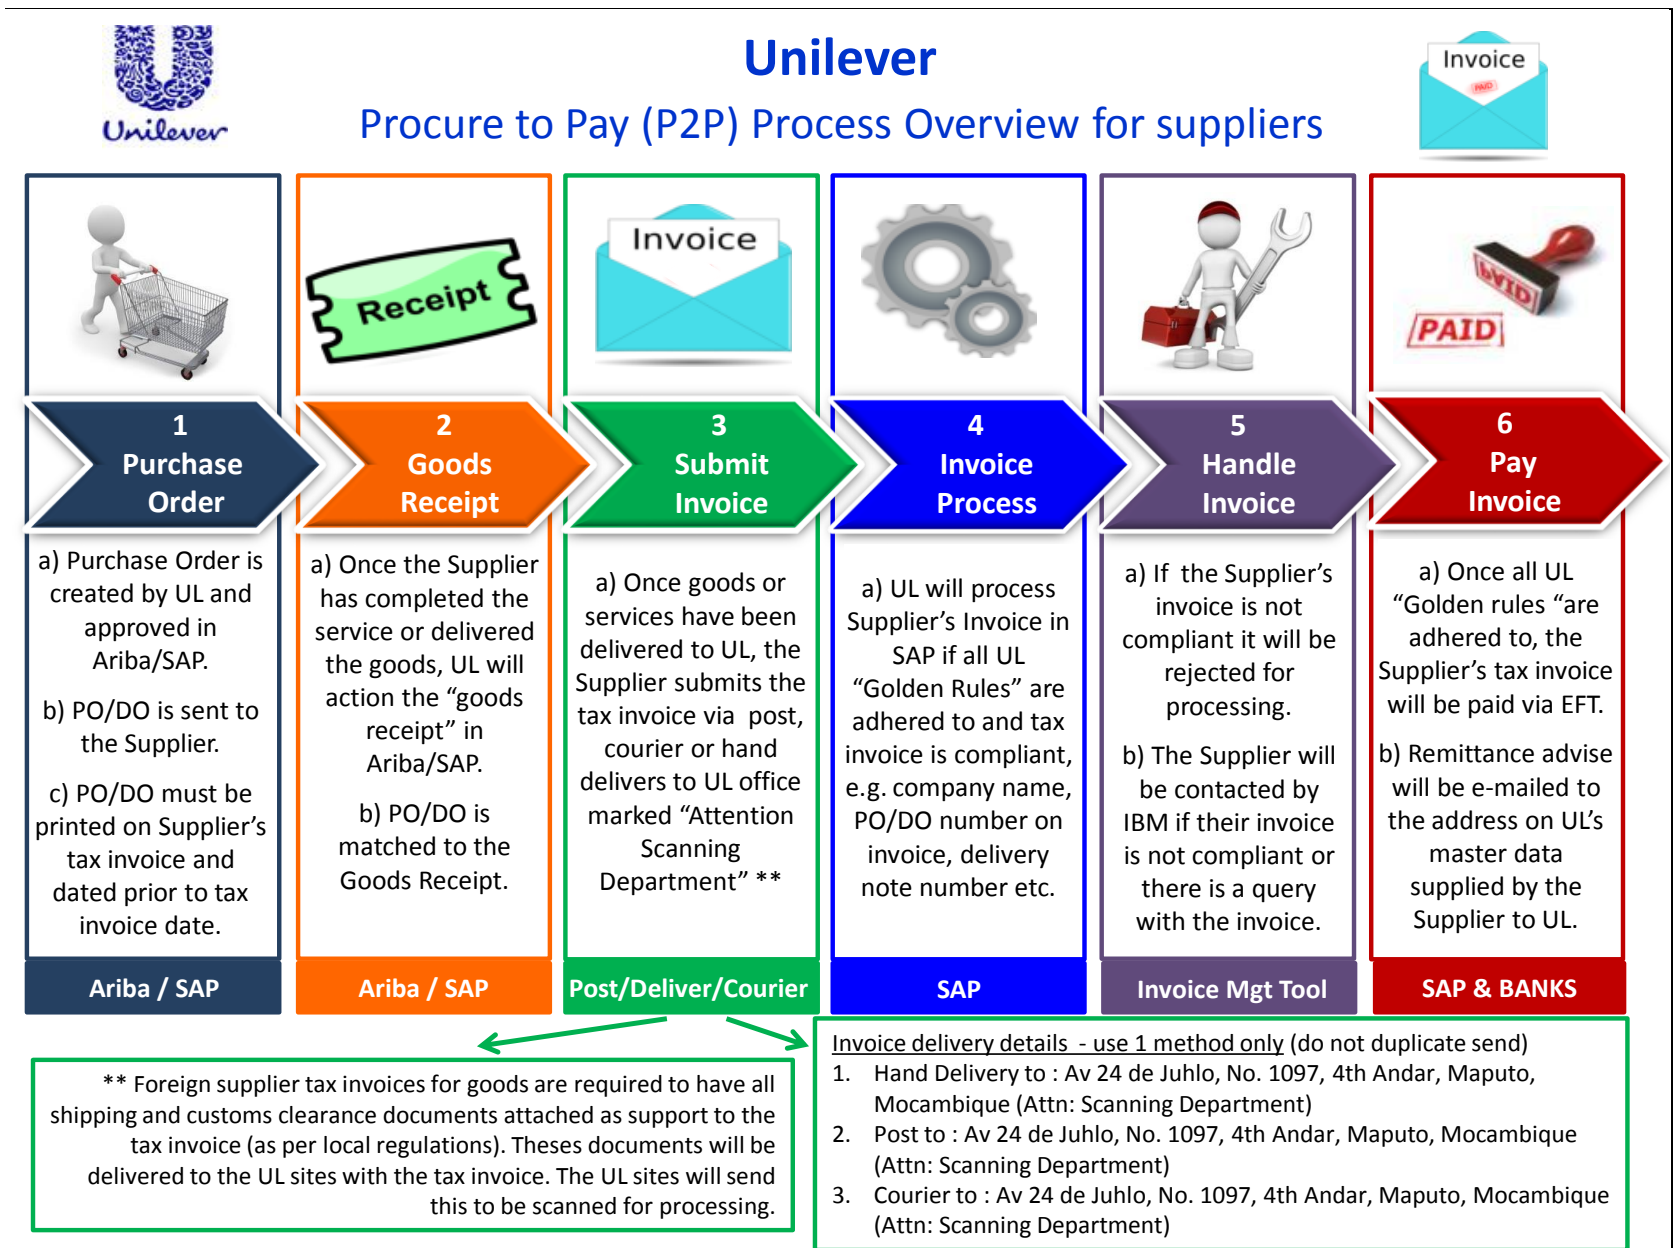 Unilever
Unilever
Procure to Pay (P2P) Process Overview for suppliers
Invoice
PAID
Receipt
Invoice
PAID
PAID
1
Purchase
Order
2
Goods
Receipt
3
Submit
Invoice
4
Invoice
Process
5
Handle
Invoice
6
Pay
Invoice
a) Purchase Order is
created by UL and
approved in
Ariba/SAP.
b) PO/DO is sent to
the Supplier.
c) PO/DO must be
printed on Supplier's
tax invoice and
dated prior to tax
invoice date.
a) Once the Supplier
has completed the
service or delivered
the goods, UL will
action the “goods
receipt” in
Ariba/SAP.
b) PO/DO is
matched to the
Goods Receipt.
a) Once goods or
services have been
delivered to UL, the
Supplier submits the
tax invoice via post,
courier or hand
delivers to UL office
marked “Attention
Scanning
Department” **
a) UL will process
Supplier’s Invoice in
SAP if all UL
“Golden Rules” are
adhered to and tax
invoice is compliant,
e.g. company name,
PO/DO number on
invoice, delivery
note number etc.
a) If the Supplier’s
invoice is not
compliant it will be
rejected for
processing.
b) The Supplier will
be contacted by
IBM if their invoice
is not compliant or
there is a query
with the invoice.
a) Once all UL
“Golden rules “are
adhered to, the
Supplier’s tax invoice
will be paid via EFT.
b) Remittance advise
will be e-mailed to
the address on UL’s
master data
supplied by the
Supplier to UL.
Ariba / SAP
Ariba / SAP
Post/Deliver/Courier
SAP
Invoice Mgt Tool
SAP & BANKS
** Foreign supplier tax invoices for goods are required to have all
shipping and customs clearance documents attached as support to the
tax invoice (as per local regulations). Theses documents will be
delivered to the UL sites with the tax invoice. The UL sites will send
this to be scanned for processing.
Invoice delivery details - use 1 method only (do not duplicate send)
1. Hand Delivery to : Av 24 de Juhlo, No. 1097, 4th Andar, Maputo,
Mocambique (Attn: Scanning Department)
2. Post to : Av 24 de Juhlo, No. 1097, 4th Andar, Maputo, Mocambique
(Attn: Scanning Department)
3. Courier to : Av 24 de Juhlo, No. 1097, 4th Andar, Maputo, Mocambique
(Attn: Scanning Department)